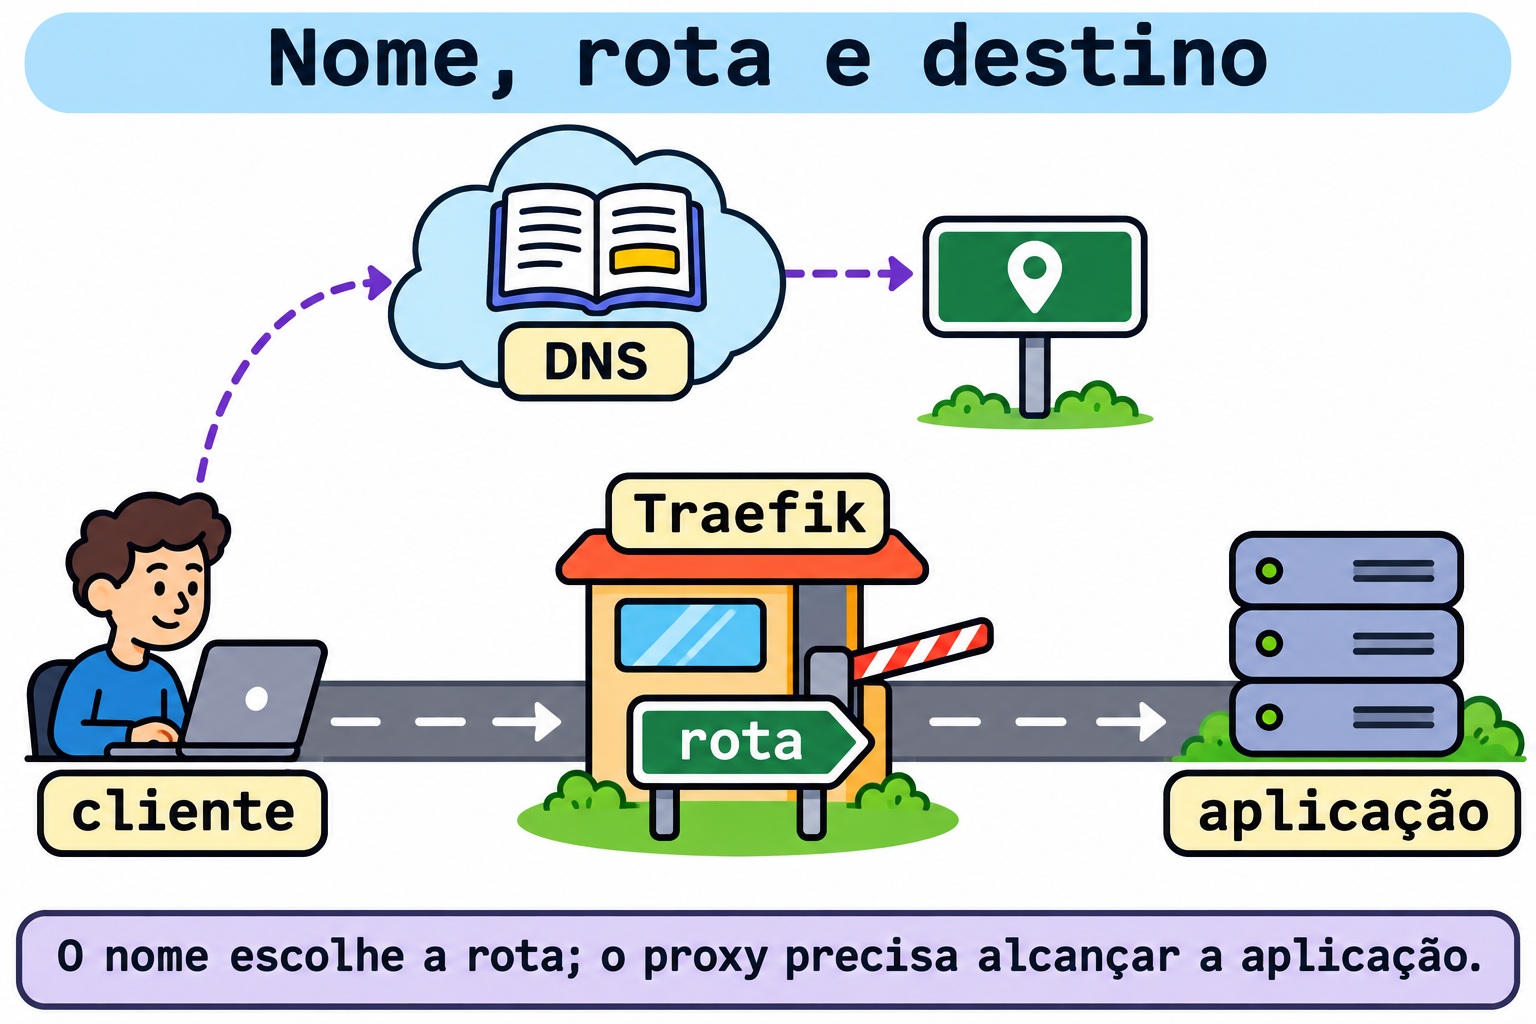 Nome, rota e destino
DNS
Traefik
rota
cliente
aplicação
O nome escolhe a rota; o proxy precisa alcançar a aplicação.